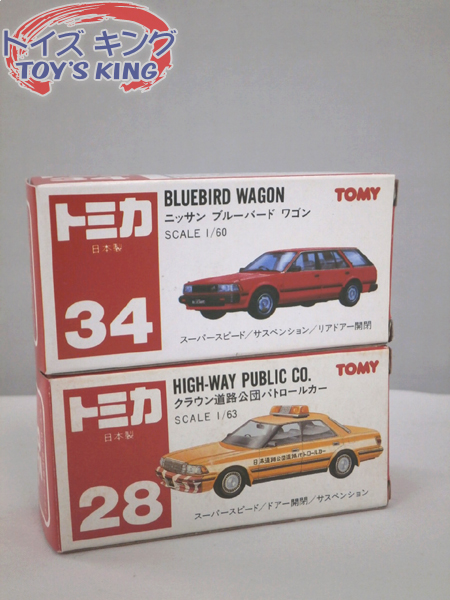 トイズ キング
TOY'S KING
トミカ
日本製
34
BLUEBIRD WAGON
ニッサン ブルーバード ワゴン
SCALE 1/60
TOMY
スーパースピード/サスペンション/リアドアー開閉
トミカ
日本製
28
HIGH-WAY PUBLIC CO.
クラウン道路公団パトロールカー
SCALE 1/63
TOMY
スーパースピード/ドアー開閉/サスペンション